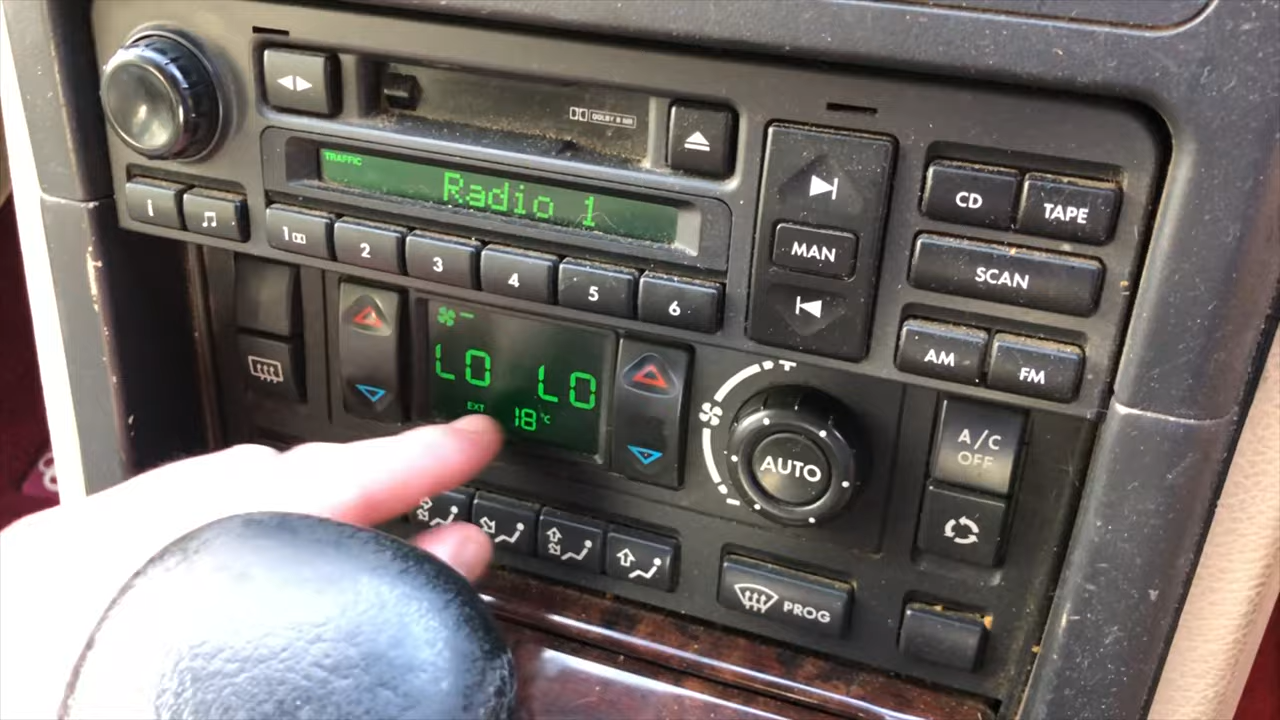 DOLBY B NR
TRAFFIC
Radio 1
i
1
2
3
4
5
6
MAN
CD
TAPE
SCAN
AM
FM
LO LO
EXT
18°C
AUTO
A/C
OFF
PROG